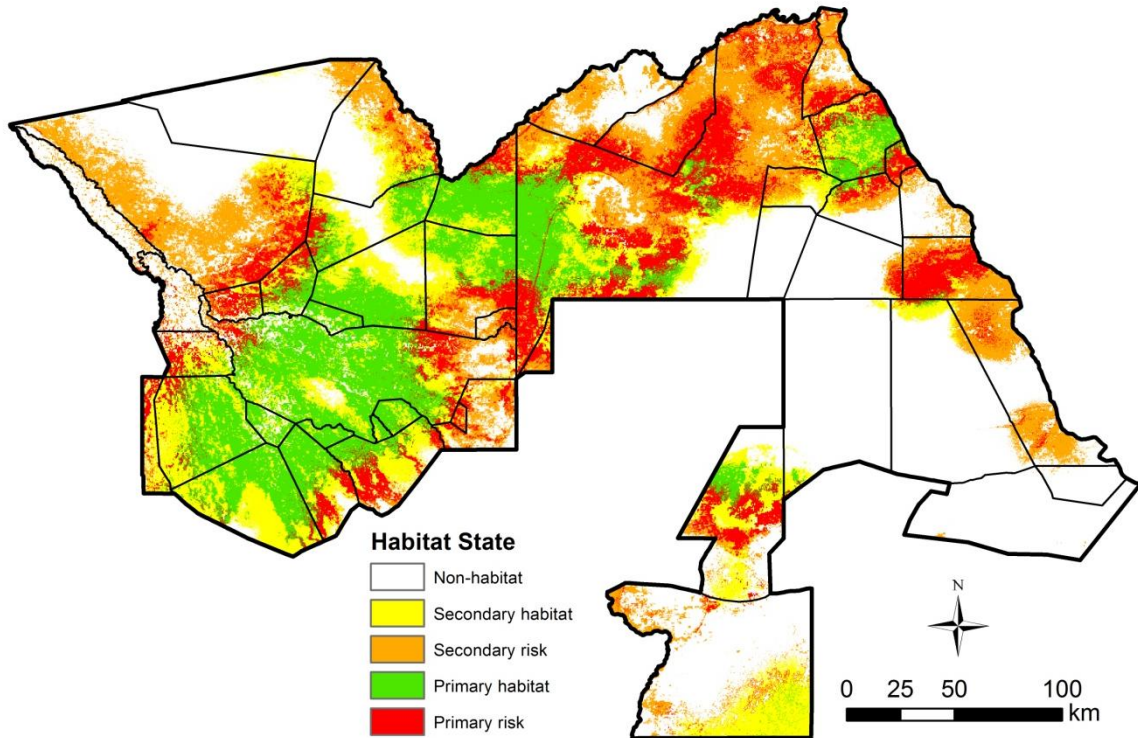 Habitat State
Non-habitat
Secondary habitat
Secondary risk
Primary habitat
Primary risk
N
0 25 50 100
km